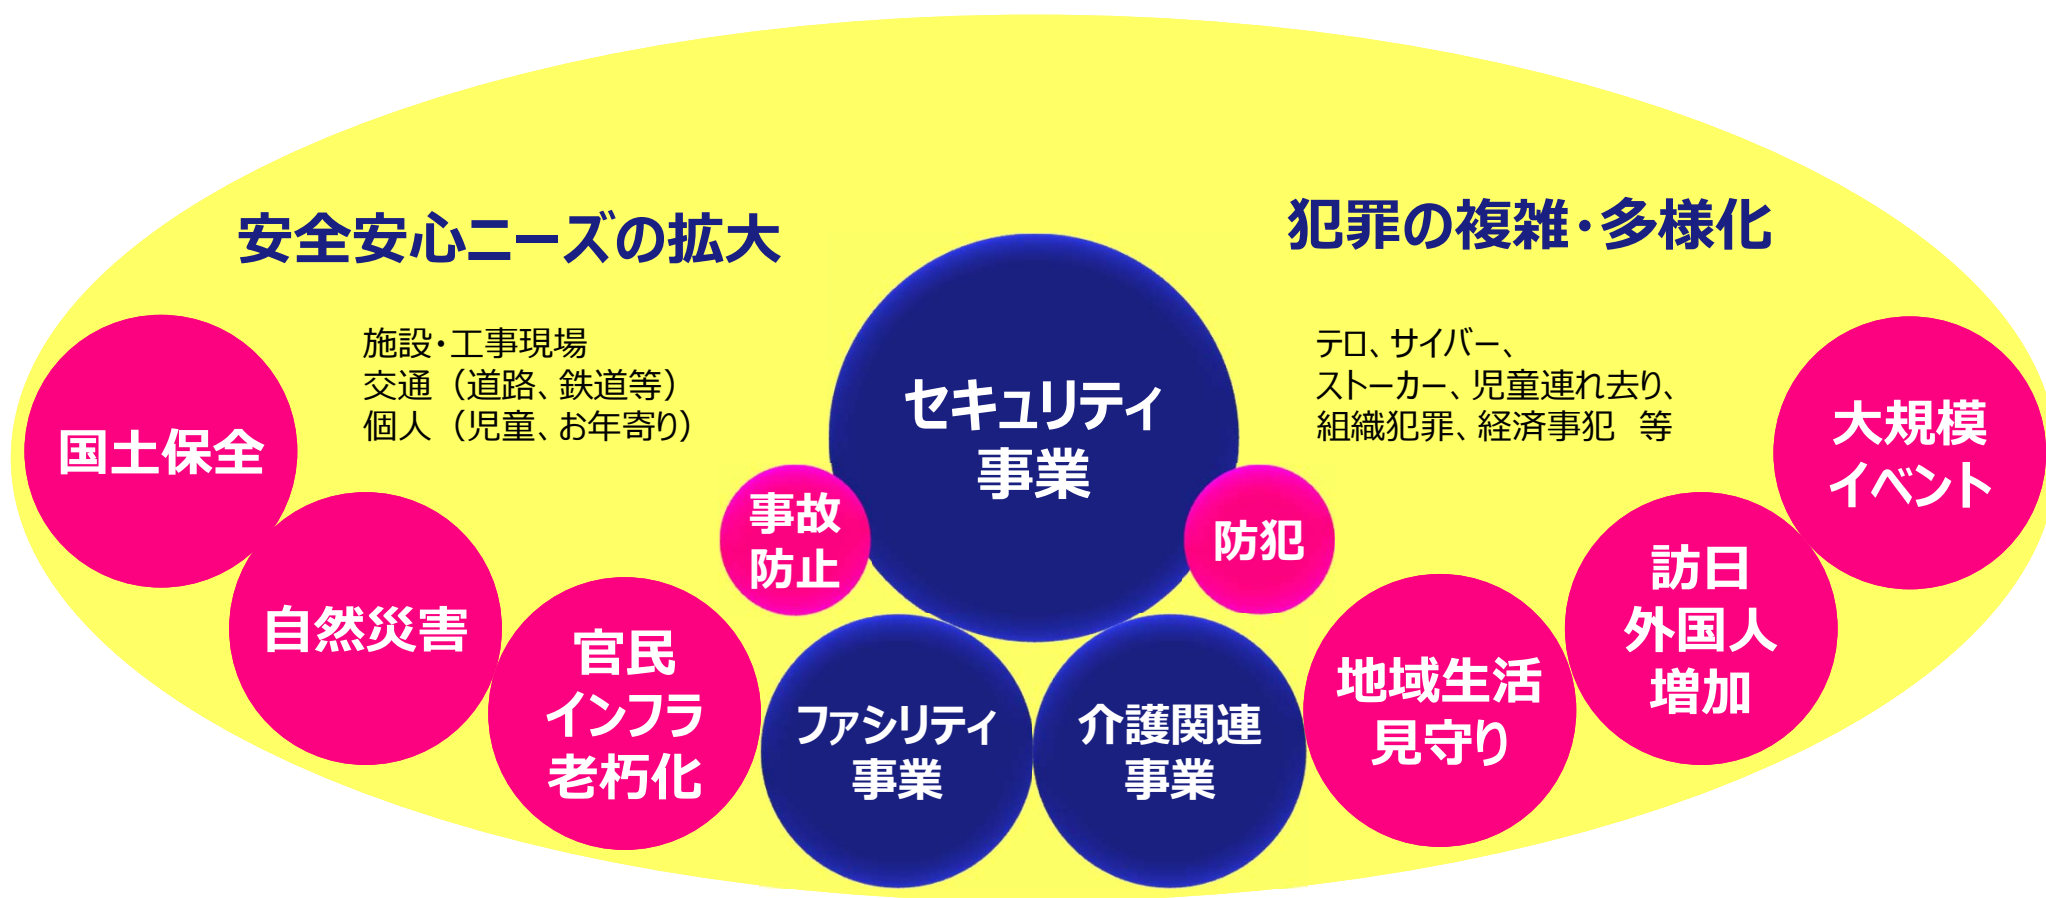 安全安心ニーズの拡大
施設・工事現場
交通（道路、鉄道等）
個人（児童、お年寄り）
犯罪の複雑・多様化
テロ、サイバー、
ストーカー、児童連れ去り、
組織犯罪、経済事犯　等
セキュリティ
事業
事故
防止
防犯
国土保全
自然災害
官民
インフラ
老朽化
ファシリティ
事業
介護関連
事業
地域生活
見守り
訪日
外国人
増加
大規模
イベント